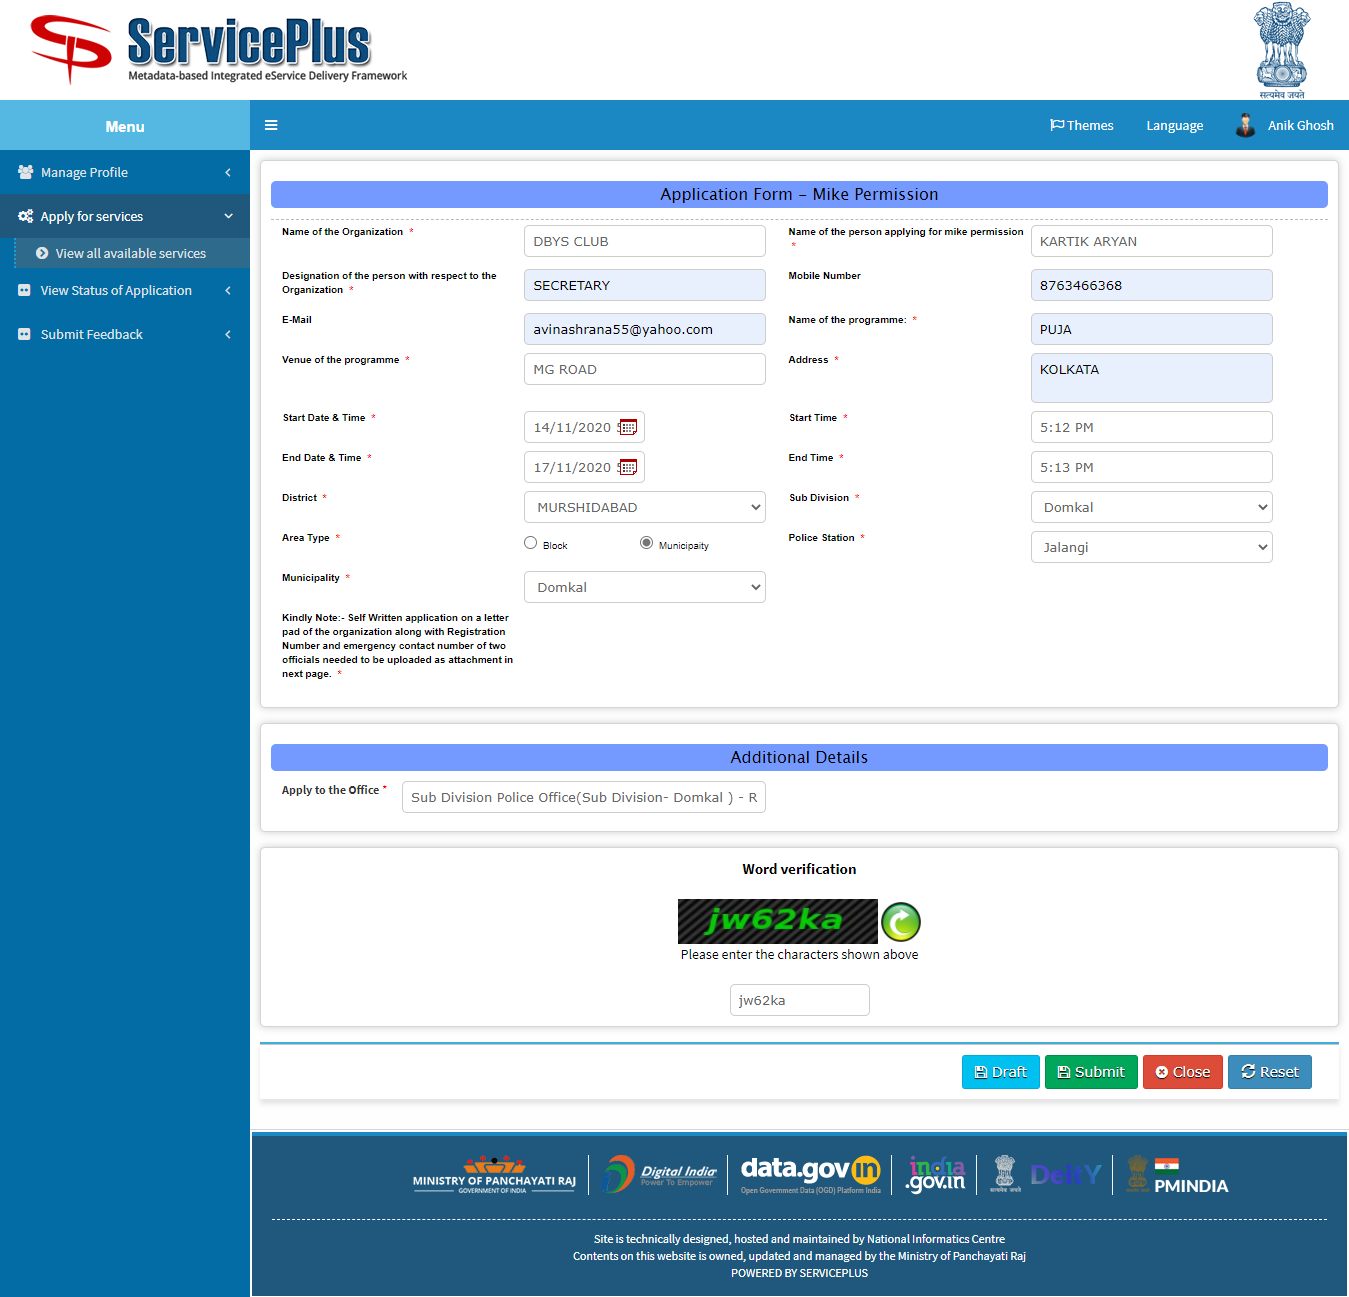 ServicePlus
Metadata-based Integrated eService Delivery Framework
सत्यमेव जयते
Menu
Themes
Language
Anik Ghosh
Manage Profile
Apply for services
View all available services
View Status of Application
Submit Feedback
Application Form - Mike Permission
Name of the Organization *
DBYS CLUB
Name of the person applying for mike permission
*
KARTIK ARYAN
Designation of the person with respect to the
Organization *
SECRETARY
Mobile Number
8763466368
E-Mail
avinashrana55@yahoo.com
Name of the programme: *
PUJA
Venue of the programme *
MG ROAD
Address *
KOLKATA
Start Date & Time *
14/11/2020
Start Time *
5:12 PM
End Date & Time *
17/11/2020
End Time *
5:13 PM
District *
MURSHIDABAD
Sub Division *
Domkal
Area Type *
Block
Municipaity
Police Station *
Jalangi
Municipality *
Domkal
Kindly Note:- Self Written application on a letter
pad of the organization along with Registration
Number and emergency contact number of two
officials needed to be uploaded as attachment in
next page. *
Additional Details
Apply to the Office *
Sub Division Police Office(Sub Division- Domkal ) - R
Word verification
jw62ka
Please enter the characters shown above
jw62ka
Draft
Submit
Close
Reset
MINISTRY OF PANCHAYATI RAJ
GOVERNMENT OF INDIA
Digital India
Power To Empower
data.gov in
Open Government Data (OGD) Platform India
india
.gov.in
सत्यमेव जयते
DeitY
PMINDIA
Site is technically designed, hosted and maintained by National Informatics Centre
Contents on this website is owned, updated and managed by the Ministry of Panchayati Raj
POWERED BY SERVICEPLUS